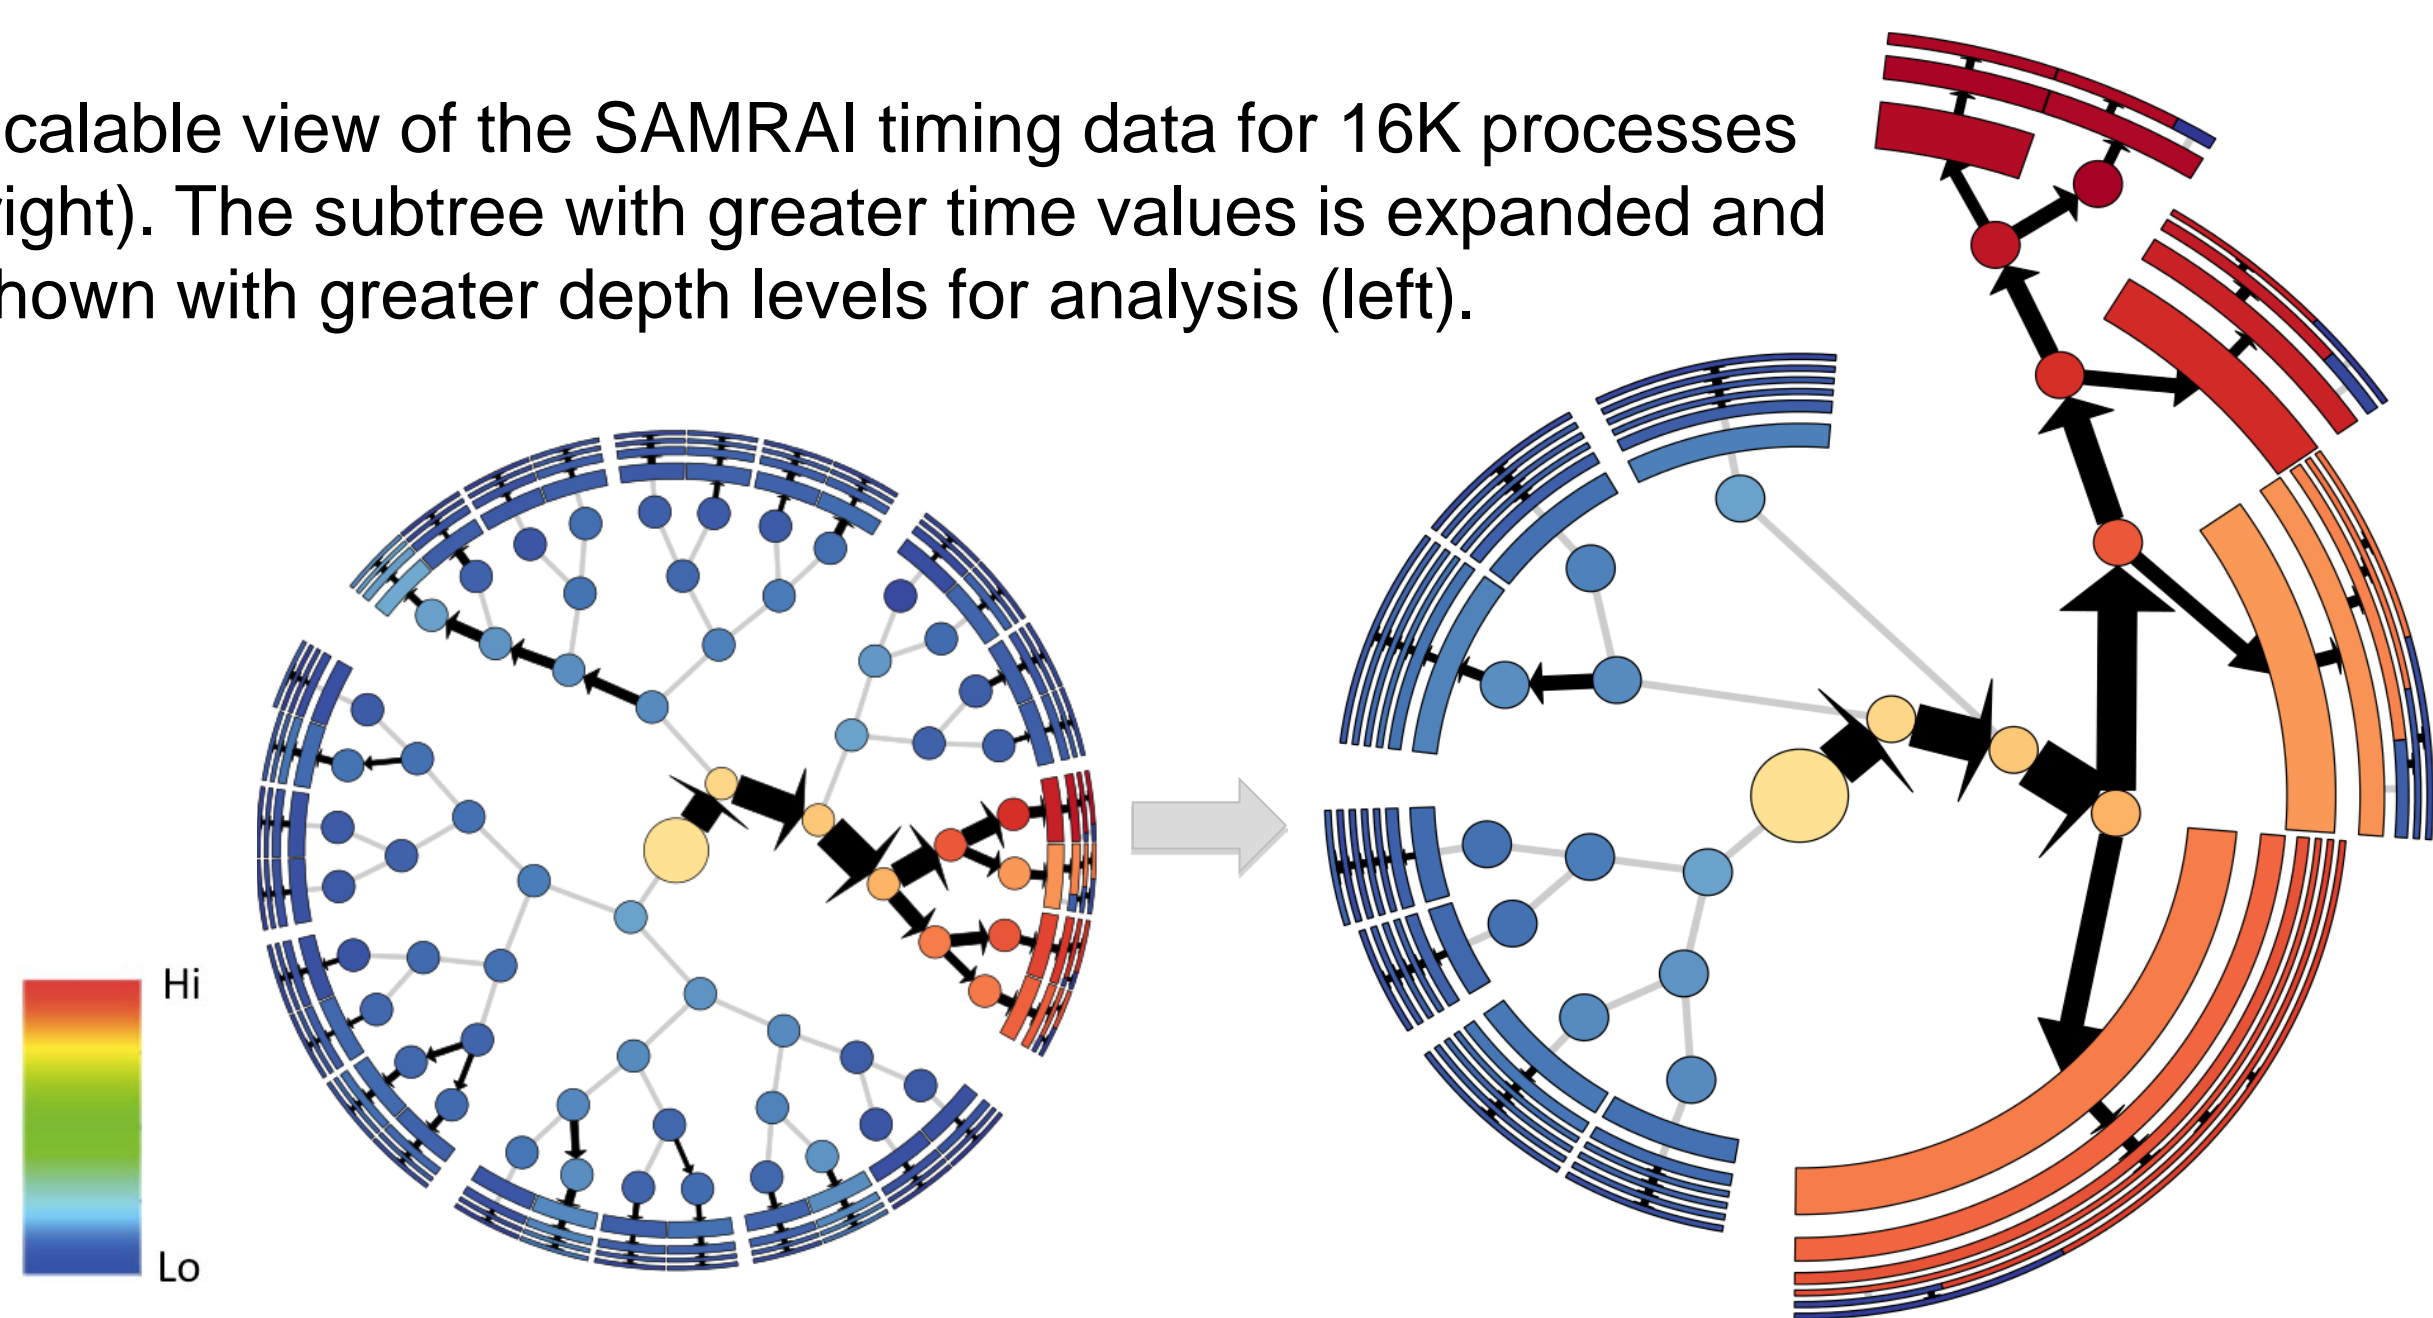 calable view of the SAMRAI timing data for 16K processes
right). The subtree with greater time values is expanded and
hown with greater depth levels for analysis (left).
Hi
Lo